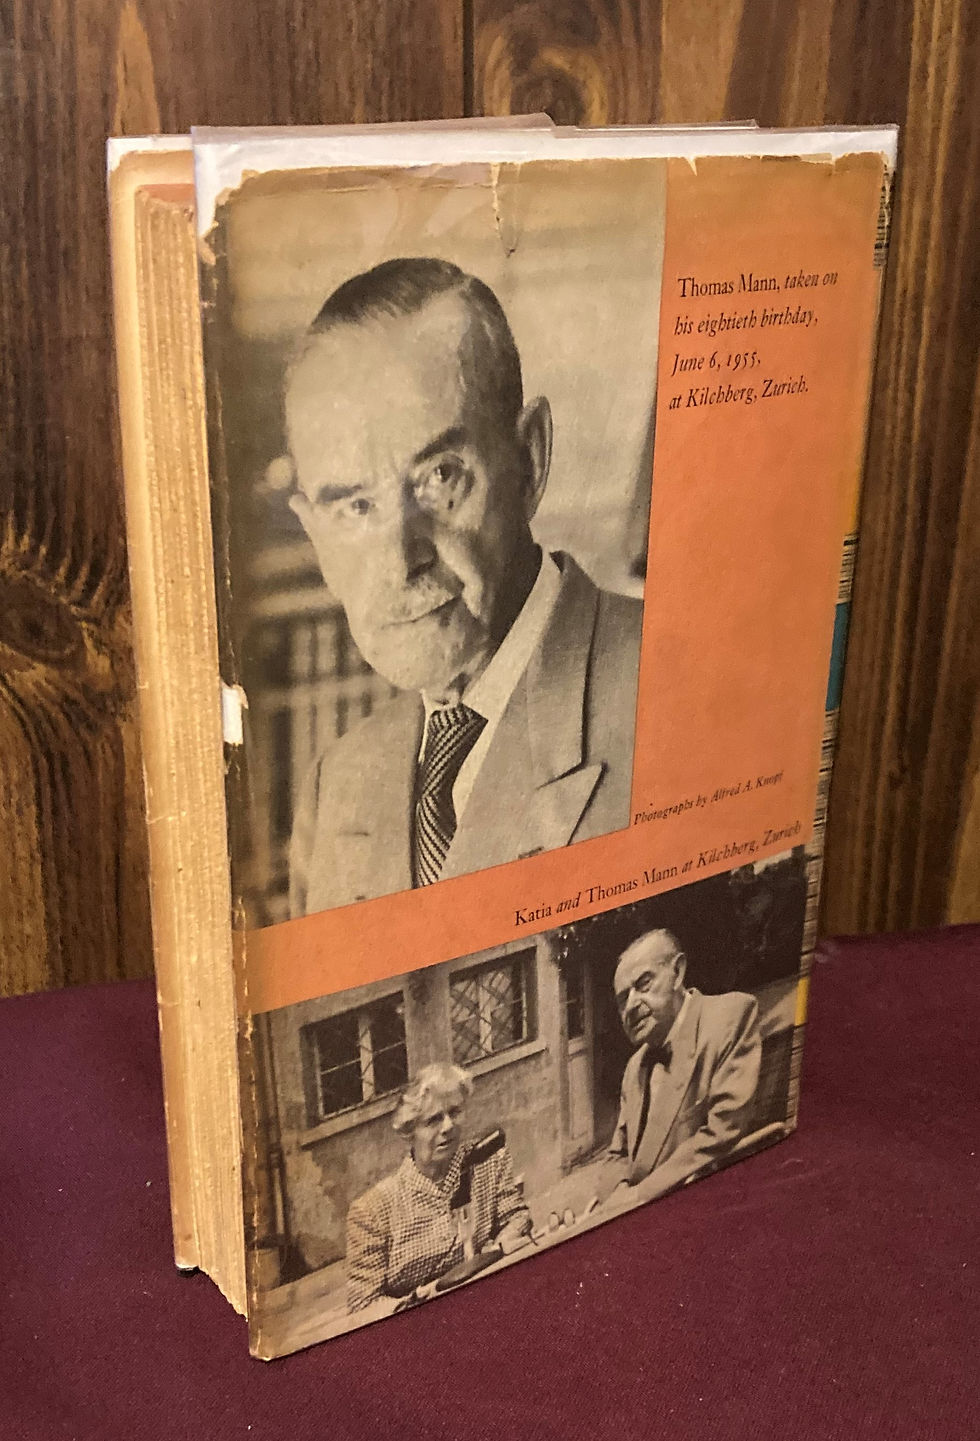 Thomas Mann, taken on
his eightieth birthday,
June 6, 1955,
at Kilchberg, Zurich.
Photographs by Alfred A. Knopf
Katia and Thomas Mann at Kilchberg, Zurich